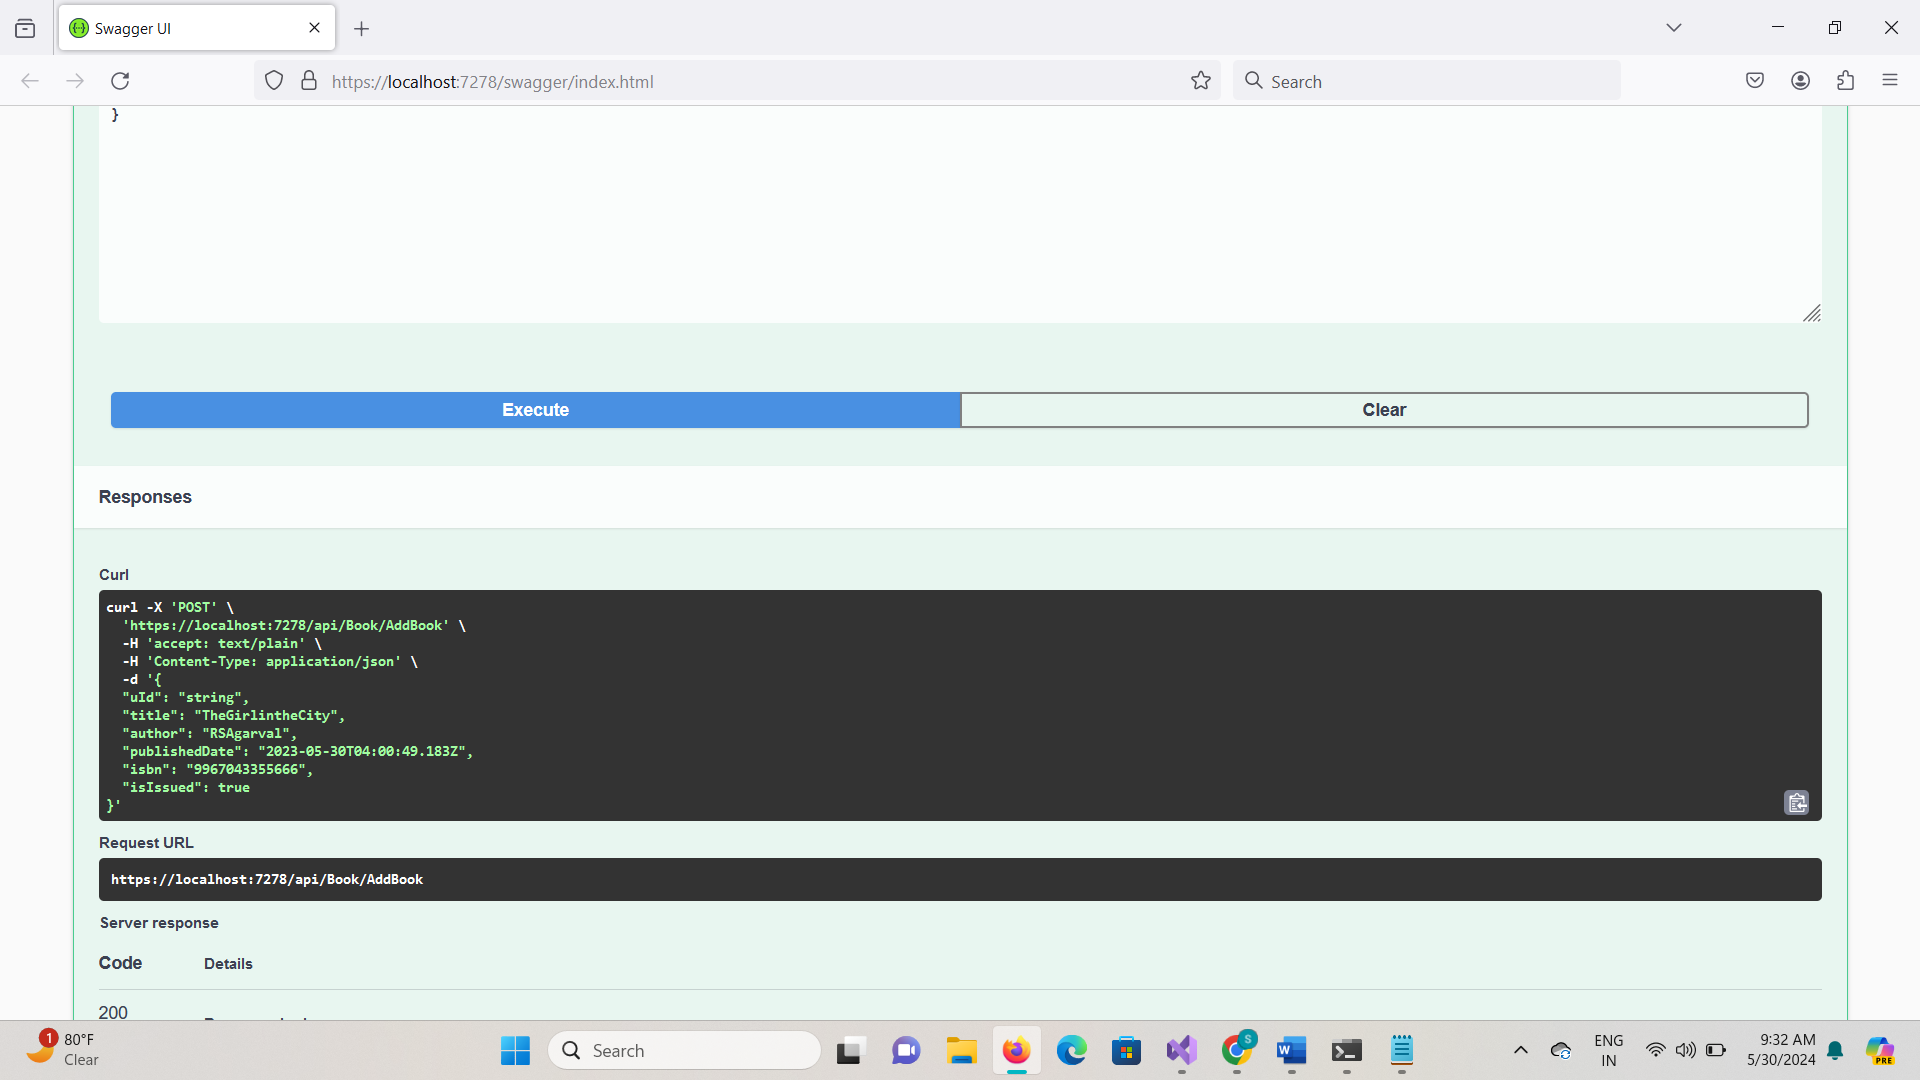 Swagger UI
https://localhost:7278/swagger/index.html
Search
}
Execute
Clear
Responses
Curl
curl -X 'POST' \
'https://localhost:7278/api/Book/AddBook' \
-H 'accept: text/plain' \
-H 'Content-Type: application/json' \
-d '{
"uId": "string",
"title": "TheGirlintheCity",
"author": "RSAgarval",
"publishedDate": "2023-05-30T04:00:49.183Z",
"isbn": "9967043355666",
"isIssued": true
}'
Request URL
https://localhost:7278/api/Book/AddBook
Server response
Code Details
200
1
80°F
Clear
Search
S
W
ENG
IN
9:32 AM
5/30/2024
PRE